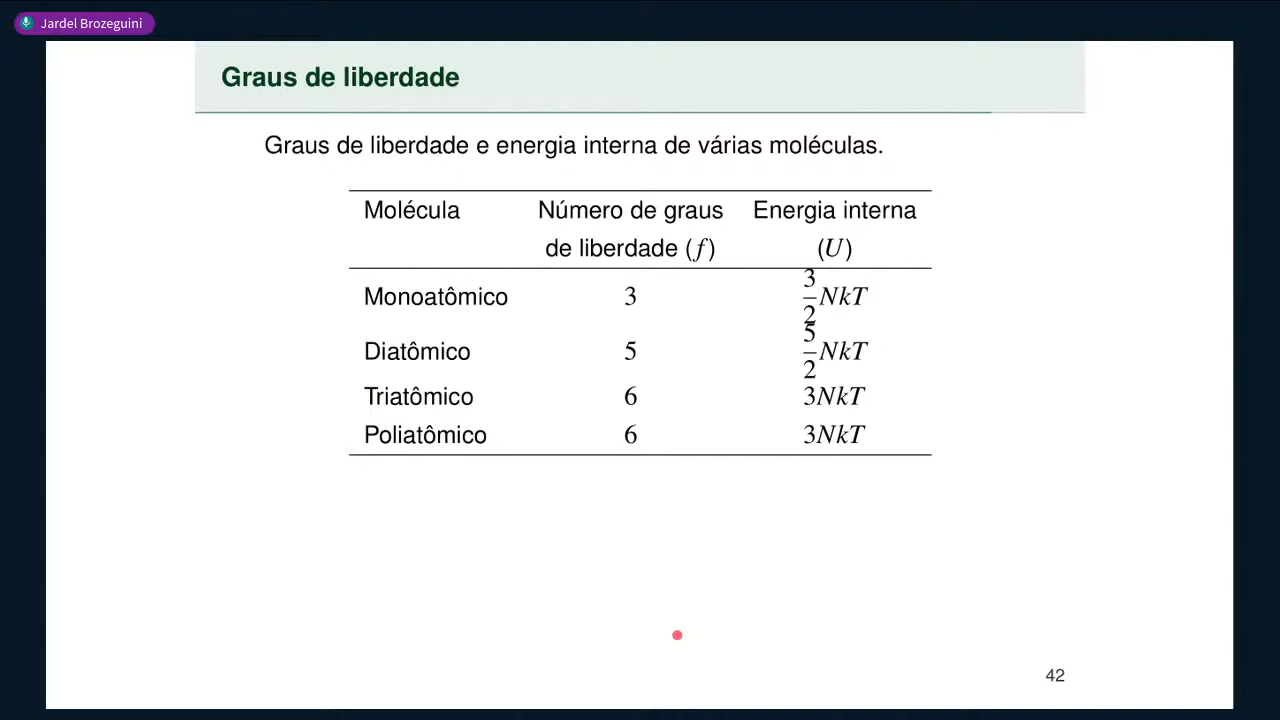 Jardel Brozeguini
Graus de liberdade
Graus de liberdade e energia interna de várias moléculas.
Molécula Número de graus Energia interna
de liberdade (f) (U)
Monoatômico 3 3/2 NkT
Diatômico 5 5/2 NkT
Triatômico 6 3NkT
Poliatômico 6 3NkT
42